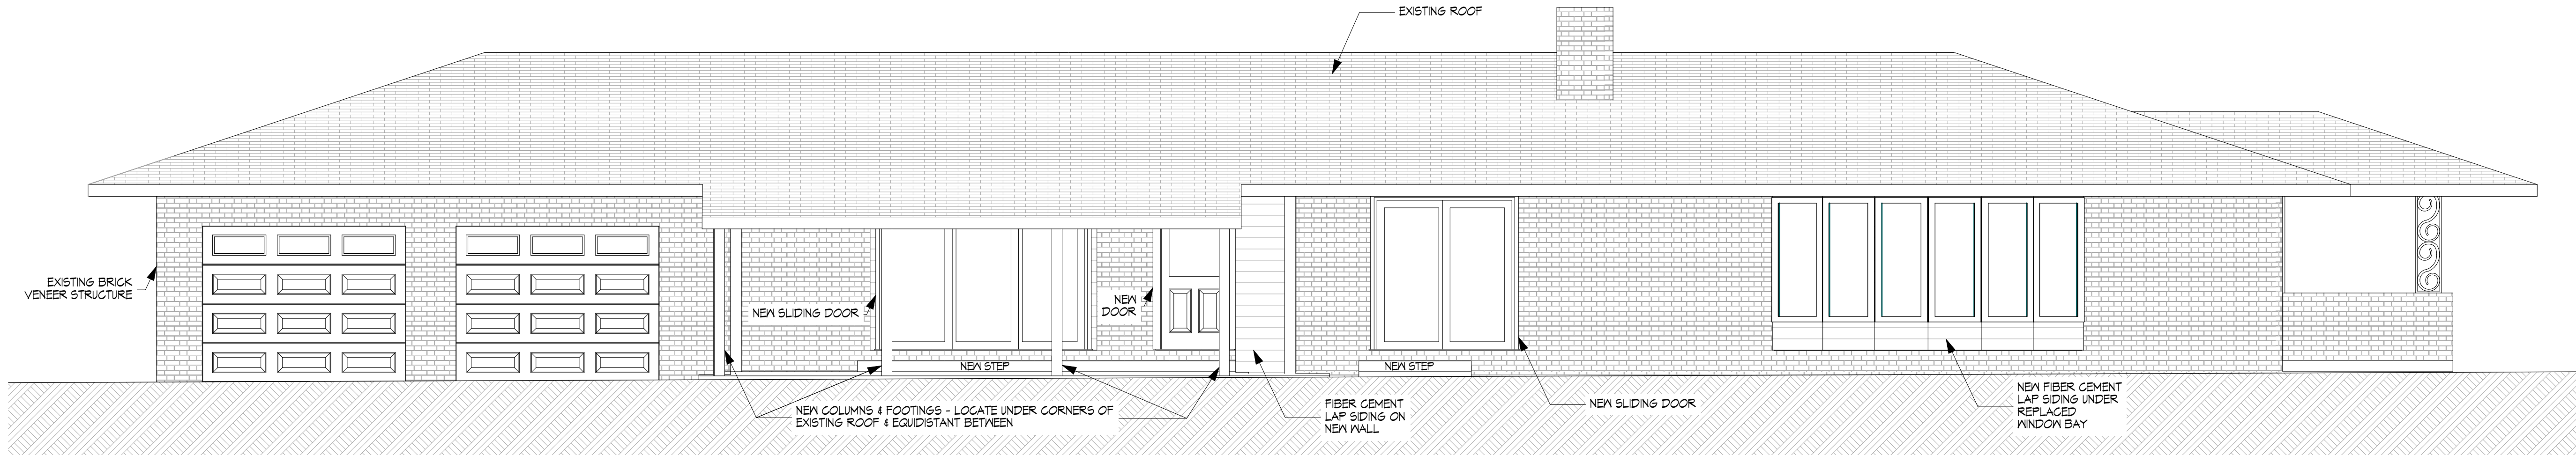 EXISTING ROOF
EXISTING BRICK
VENEER STRUCTURE
NEW SLIDING DOOR
NEW
DOOR
NEW STEP
NEW STEP
NEW COLUMNS & FOOTINGS - LOCATE UNDER CORNERS OF
EXISTING ROOF & EQUIDISTANT BETWEEN
FIBER CEMENT
LAP SIDING ON
NEW WALL
NEW SLIDING DOOR
NEW FIBER CEMENT
LAP SIDING UNDER
REPLACED
WINDOW BAY